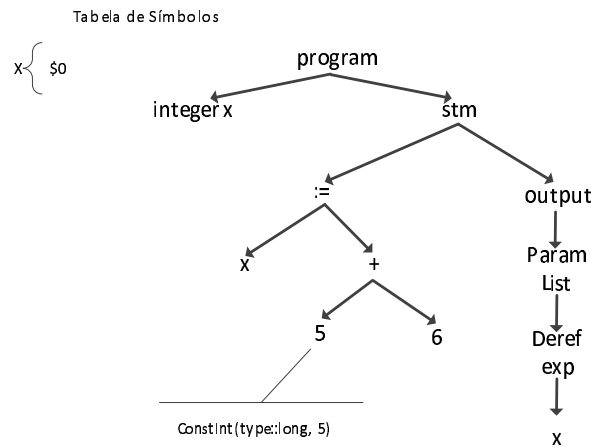 Tabela de Símbolos
x
$0
program
integer x
stm
:=
output
x
+
Param
List
5
6
Deref
exp
ConstInt(type::long, 5)
x